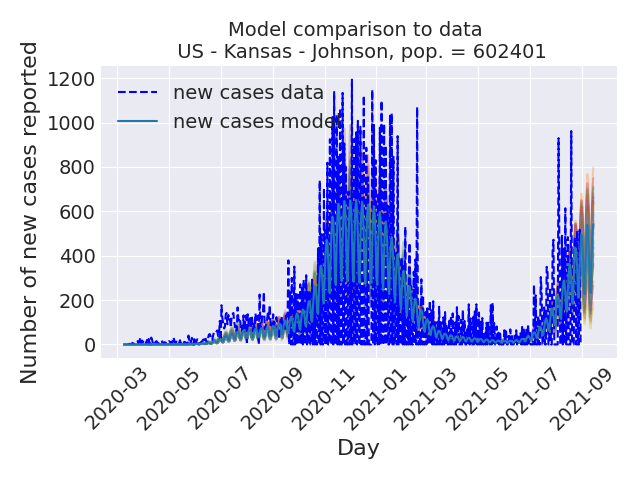 Model comparison to data
US - Kansas - Johnson, pop. = 602401
new cases data
new cases model
Number of new cases reported
1200
1000
800
600
400
200
0
2020-03
2020-05
2020-07
2020-09
2020-11
2021-01
2021-03
2021-05
2021-07
2021-09
Day